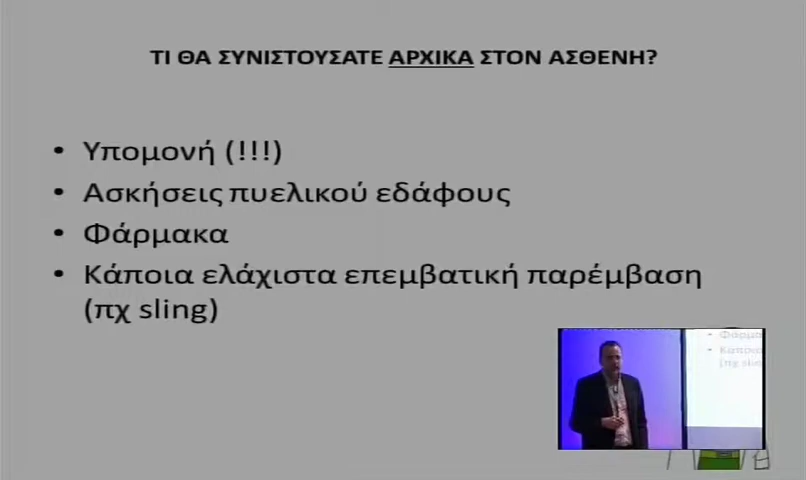 ΤΙ ΘΑ ΣΥΝΙΣΤΟΥΣΑΤΕ ΑΡΧΙΚΑ ΣΤΟΝ ΑΣΘΕΝΗ?
• Υπομονή (!!!)
• Ασκήσεις πυελικού εδάφους
• Φάρμακα
• Κάποια ελάχιστα επεμβατική παρέμβαση
(πχ sling)